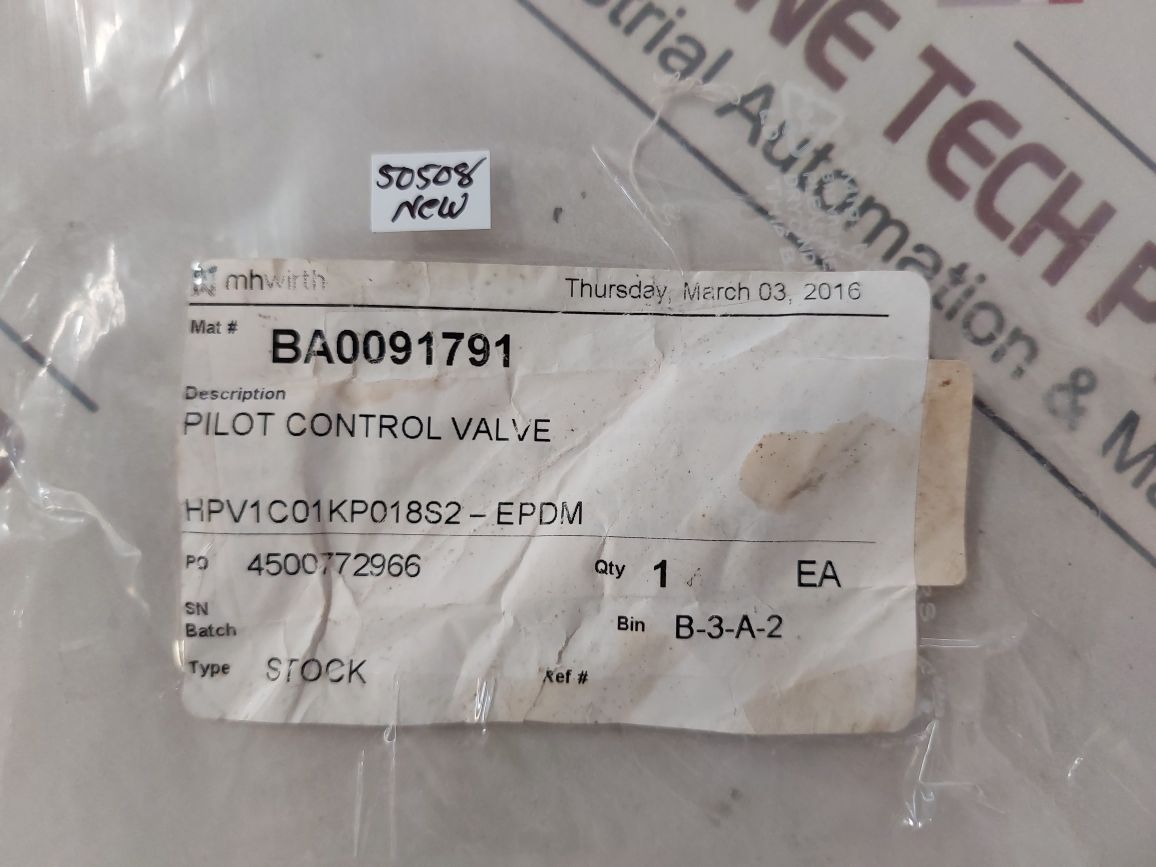 NE TECH P
strial Automation & M
50508
New
mhwirth
Thursday, March 03, 2016
Mat #
BA0091791
Description
PILOT CONTROL VALVE
HPV1C01KP018S2 – EPDM
PO 4500772966
Qty 1 EA
SN
Batch
Bin B-3-A-2
Type STOCK
Ref #